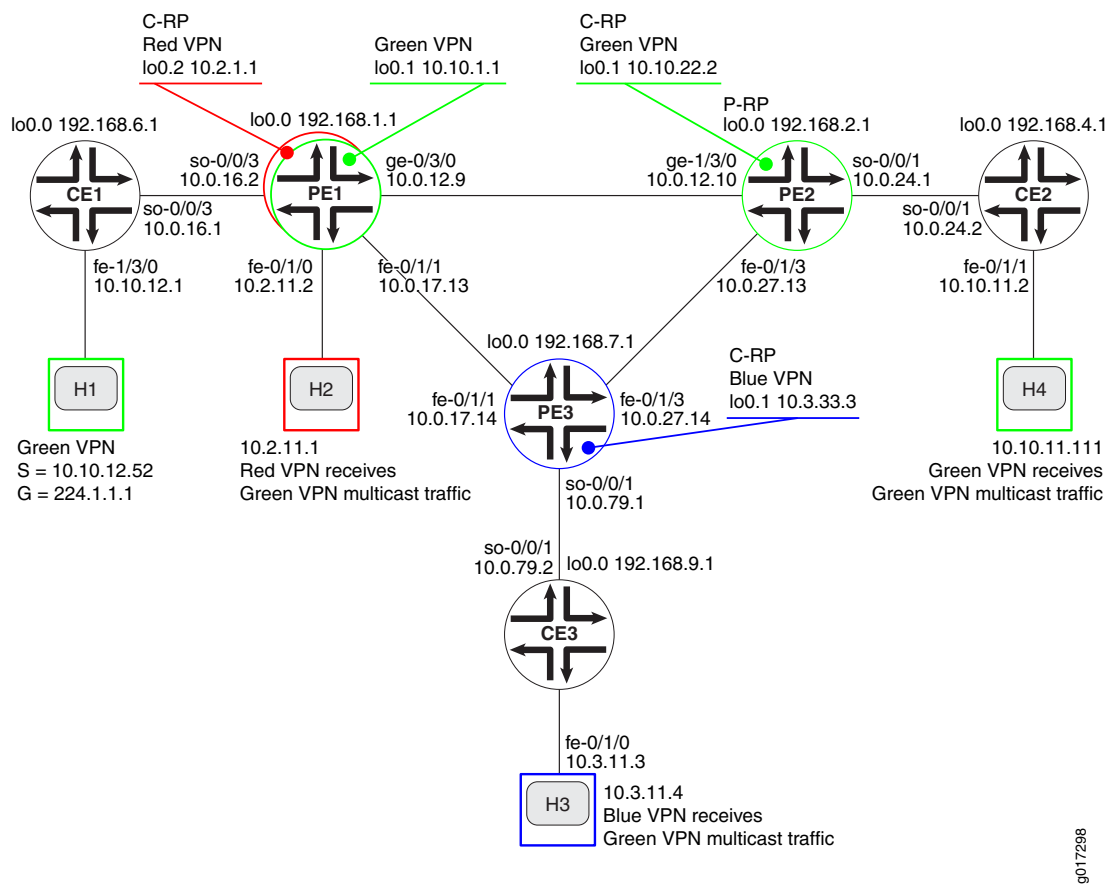 C-RP
Red VPN
lo0.2 10.2.1.1
Green VPN
lo0.1 10.10.1.1
C-RP
Green VPN
lo0.1 10.10.22.2
P-RP
lo0.0 192.168.6.1
lo0.0 192.168.1.1
lo0.0 192.168.2.1
lo0.0 192.168.4.1
so-0/0/3
10.0.16.2
ge-0/3/0
10.0.12.9
ge-1/3/0
10.0.12.10
so-0/0/1
10.0.24.1
CE1
PE1
PE2
CE2
so-0/0/3
10.0.16.1
so-0/0/1
10.0.24.2
fe-1/3/0
10.10.12.1
fe-0/1/0
10.2.11.2
fe-0/1/1
10.0.17.13
fe-0/1/3
10.0.27.13
fe-0/1/1
10.10.11.2
lo0.0 192.168.7.1
C-RP
Blue VPN
lo0.1 10.3.33.3
H1
H2
fe-0/1/1
10.0.17.14
PE3
fe-0/1/3
10.0.27.14
H4
Green VPN
S = 10.10.12.52
G = 224.1.1.1
10.2.11.1
Red VPN receives
Green VPN multicast traffic
10.10.11.111
Green VPN receives
Green VPN multicast traffic
so-0/0/1
10.0.79.1
so-0/0/1
10.0.79.2
lo0.0 192.168.9.1
CE3
fe-0/1/0
10.3.11.3
H3
10.3.11.4
Blue VPN receives
Green VPN multicast traffic
g017298